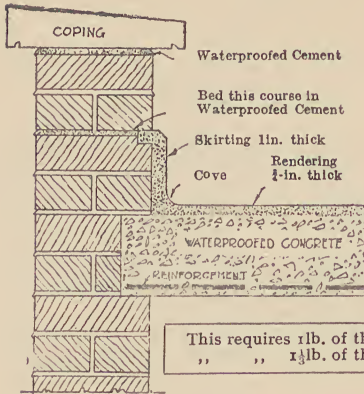 COPING
Waterproofed Cement
Bed this course in
Waterproofed Cement
Skirting 1in. thick
Cove
Rendering
¾-in. thick
WATERPROOFED CONCRETE
REINFORCEMENT
This requires 1lb. of th
,, ,, 1⅓lb. of th